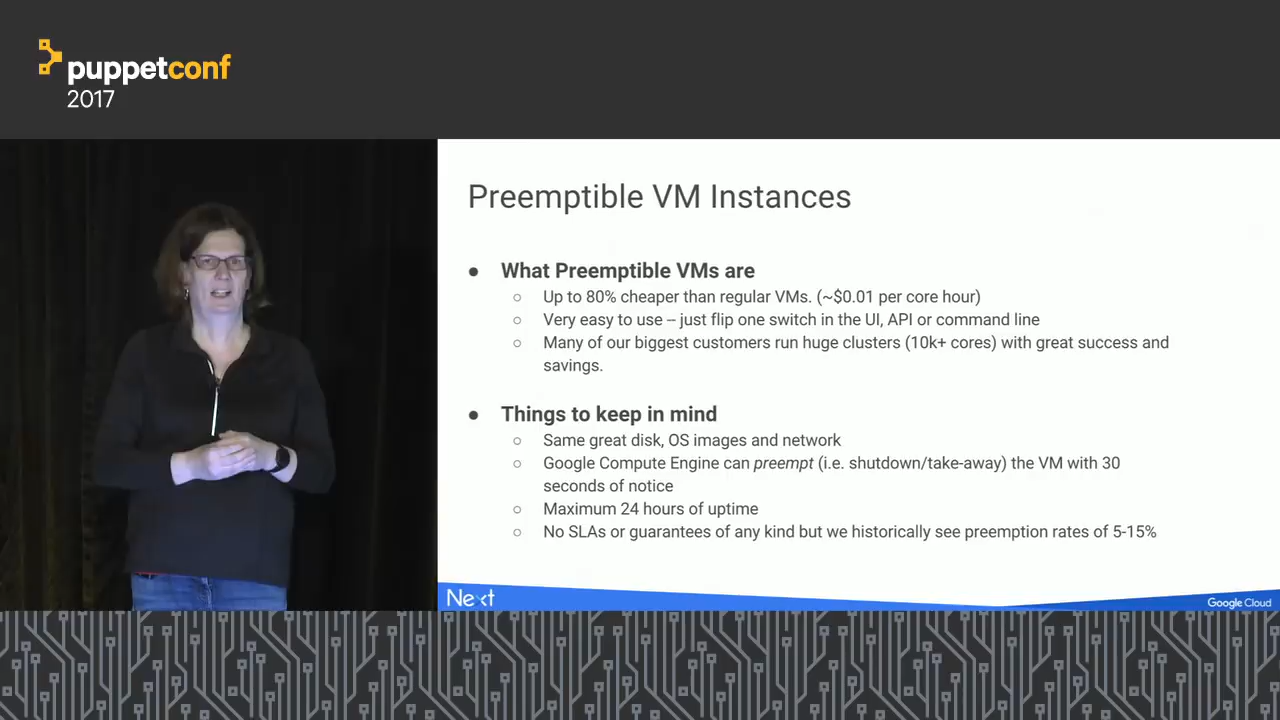 puppetconf
2017
Preemptible VM Instances
● What Preemptible VMs are
○ Up to 80% cheaper than regular VMs. (~$0.01 per core hour)
○ Very easy to use – just flip one switch in the UI, API or command line
○ Many of our biggest customers run huge clusters (10k+ cores) with great success and
savings.
● Things to keep in mind
○ Same great disk, OS images and network
○ Google Compute Engine can preempt (i.e. shutdown/take-away) the VM with 30
seconds of notice
○ Maximum 24 hours of uptime
○ No SLAs or guarantees of any kind but we historically see preemption rates of 5-15%
Next
Google Cloud